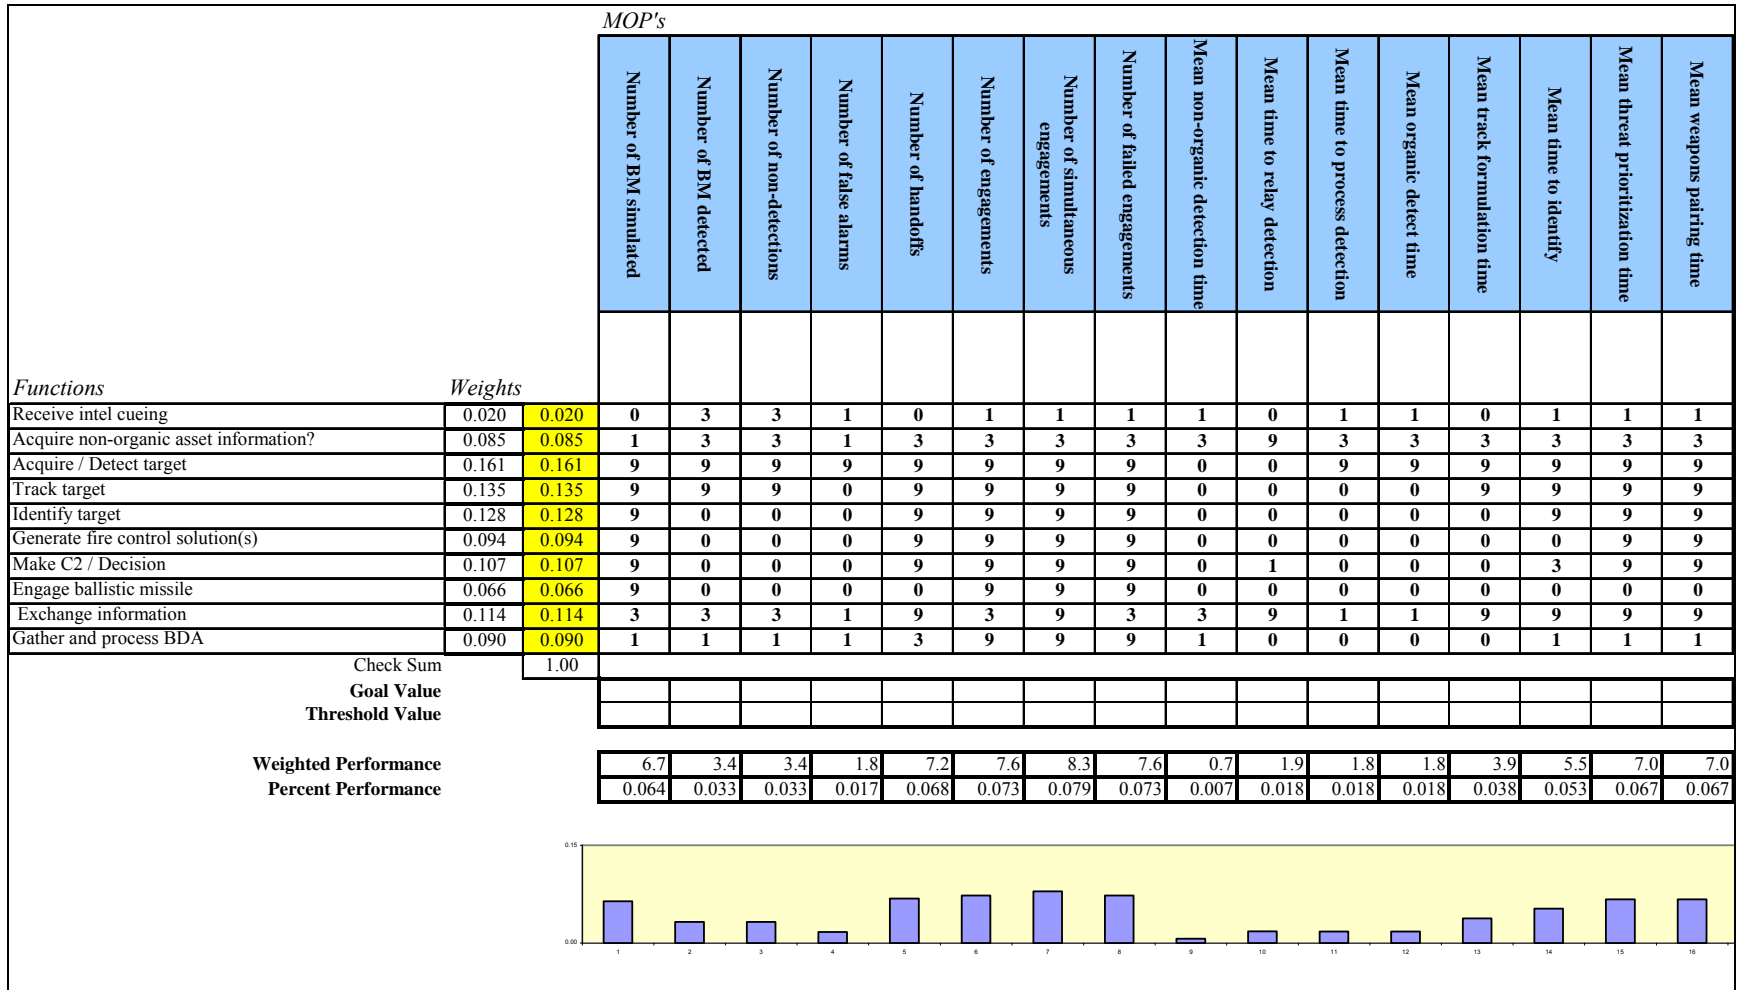 MOP's
Number of BM simulated
Number of BM detected
Number of non-detections
Number of false alarms
Number of handoffs
Number of engagements
Number of simultaneous
engagements
Number of failed engagements
Mean non-organic detection time
Mean time to relay detection
Mean time to process detection
Mean organic detect time
Mean track formulation time
Mean time to identify
Mean threat prioritization time
Mean weapons pairing time
Functions Weights
Receive intel cueing 0.020 0.020 0 3 3 1 0 1 1 1 1 0 1 1 0 1 1 1
Acquire non-organic asset information? 0.085 0.085 1 3 3 1 3 3 3 3 3 9 3 3 3 3 3 3
Acquire / Detect target 0.161 0.161 9 9 9 9 9 9 9 9 0 0 9 9 9 9 9 9
Track target 0.135 0.135 9 9 9 0 9 9 9 9 0 0 0 0 9 9 9 9
Identify target 0.128 0.128 9 0 0 0 9 9 9 9 0 0 0 0 0 9 9 9
Generate fire control solution(s) 0.094 0.094 9 0 0 0 9 9 9 9 0 0 0 0 0 0 9 9
Make C2 / Decision 0.107 0.107 9 0 0 0 9 9 9 9 0 1 0 0 0 3 9 9
Engage ballistic missile 0.066 0.066 9 0 0 0 0 9 9 9 0 0 0 0 0 0 0 0
Exchange information 0.114 0.114 3 3 3 1 9 3 9 3 3 9 1 1 9 9 9 9
Gather and process BDA 0.090 0.090 1 1 1 1 3 9 9 9 1 0 0 0 0 1 1 1
Check Sum 1.00
Goal Value
Threshold Value
Weighted Performance 6.7 3.4 3.4 1.8 7.2 7.6 8.3 7.6 0.7 1.9 1.8 1.8 3.9 5.5 7.0 7.0
Percent Performance 0.064 0.033 0.033 0.017 0.068 0.073 0.079 0.073 0.007 0.018 0.018 0.018 0.038 0.053 0.067 0.067
0.15
0.00
1 2 3 4 5 6 7 8 9 10 11 12 13 14 15 16